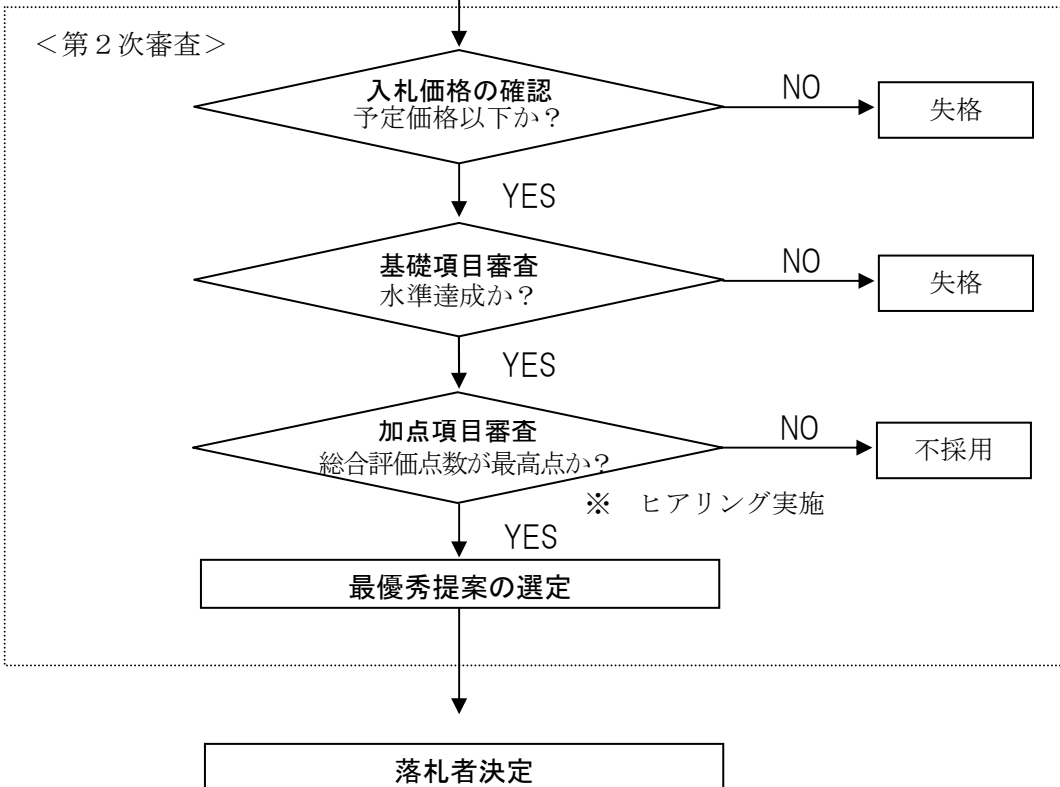 ＜第２次審査＞
入札価格の確認
予定価格以下か？
NO
失格
YES
基礎項目審査
水準達成か？
NO
失格
YES
加点項目審査
総合評価点数が最高点か？
NO
不採用
※　ヒアリング実施
YES
最優秀提案の選定
落札者決定